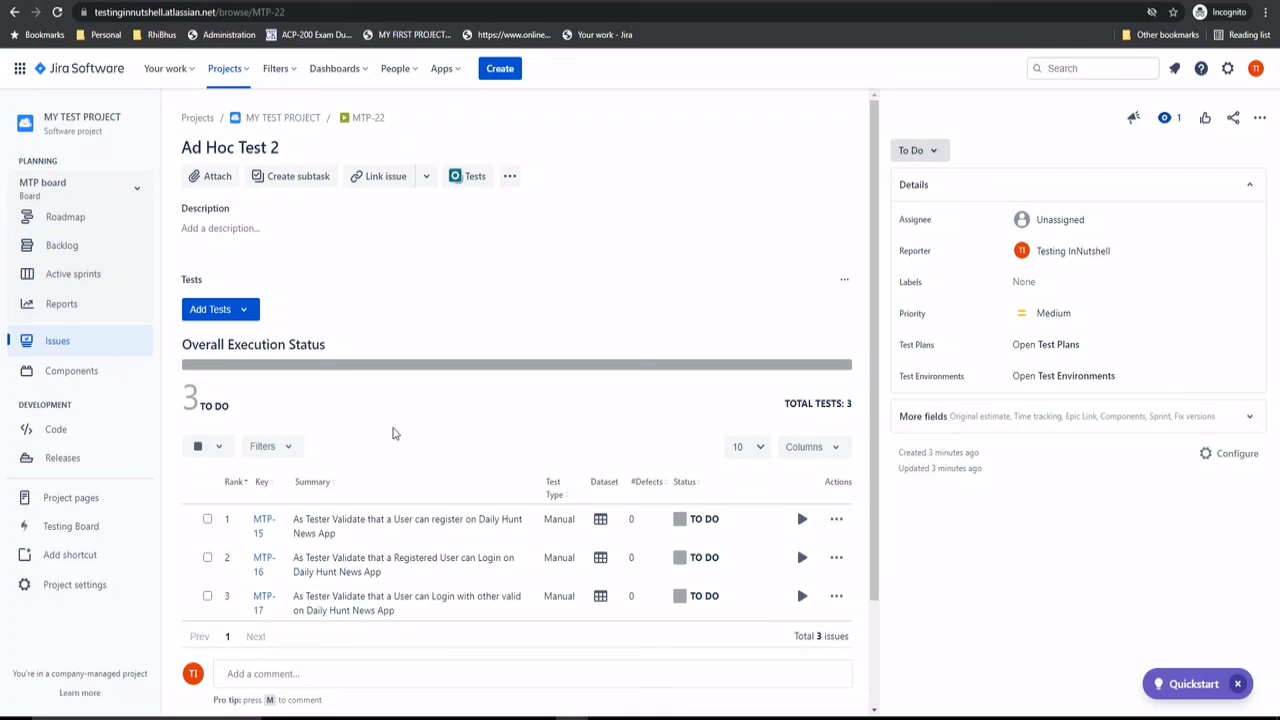 testinginnutshell.atlassian.net/browse/MTP-22
Incognito
Bookmarks
Personal
RhiBhus
Administration
ACP-200 Exam Du...
MY FIRST PROJECT...
https://www.online...
Your work - Jira
Other bookmarks
Reading list
Jira Software
Your work
Projects
Filters
Dashboards
People
Apps
Create
Search
TI
MY TEST PROJECT
Software project
PLANNING
MTP board
Board
Roadmap
Backlog
Active sprints
Reports
Issues
Components
DEVELOPMENT
Code
Releases
Project pages
Testing Board
Add shortcut
Project settings
You're in a company-managed project
Learn more
Projects / MY TEST PROJECT / MTP-22
Ad Hoc Test 2
Attach
Create subtask
Link issue
Tests
Description
Add a description...
Tests
Add Tests
Overall Execution Status
3 TO DO
TOTAL TESTS: 3
Filters
10
Columns
Rank Key Summary Test Type Dataset #Defects Status Actions
1 MTP-15 As Tester Validate that a User can register on Daily Hunt Manual 0 TO DO
News App
2 MTP-16 As Tester Validate that a Registered User can Login on Manual 0 TO DO
Daily Hunt News App
3 MTP-17 As Tester Validate that a User can Login with other valid Manual 0 TO DO
on Daily Hunt News App
Prev 1 Next
Total 3 issues
TI
Add a comment...
Pro tip: press M to comment
1
To Do
Details
Assignee Unassigned
Reporter TI Testing InNutshell
Labels None
Priority Medium
Test Plans Open Test Plans
Test Environments Open Test Environments
More fields Original estimate, Time tracking, Epic Link, Components, Sprint, Fix versions
Created 3 minutes ago
Updated 3 minutes ago
Configure
Quickstart